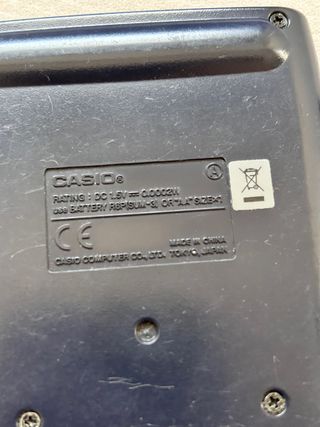 CASIO®
Ⓐ
RATING : DC 1.5V ⎓ 0.0002W
USE BATTERY R6P(SUM-3) OR "AA" SIZE×1
CE
MADE IN CHINA
CASIO COMPUTER CO., LTD. TOKYO, JAPAN